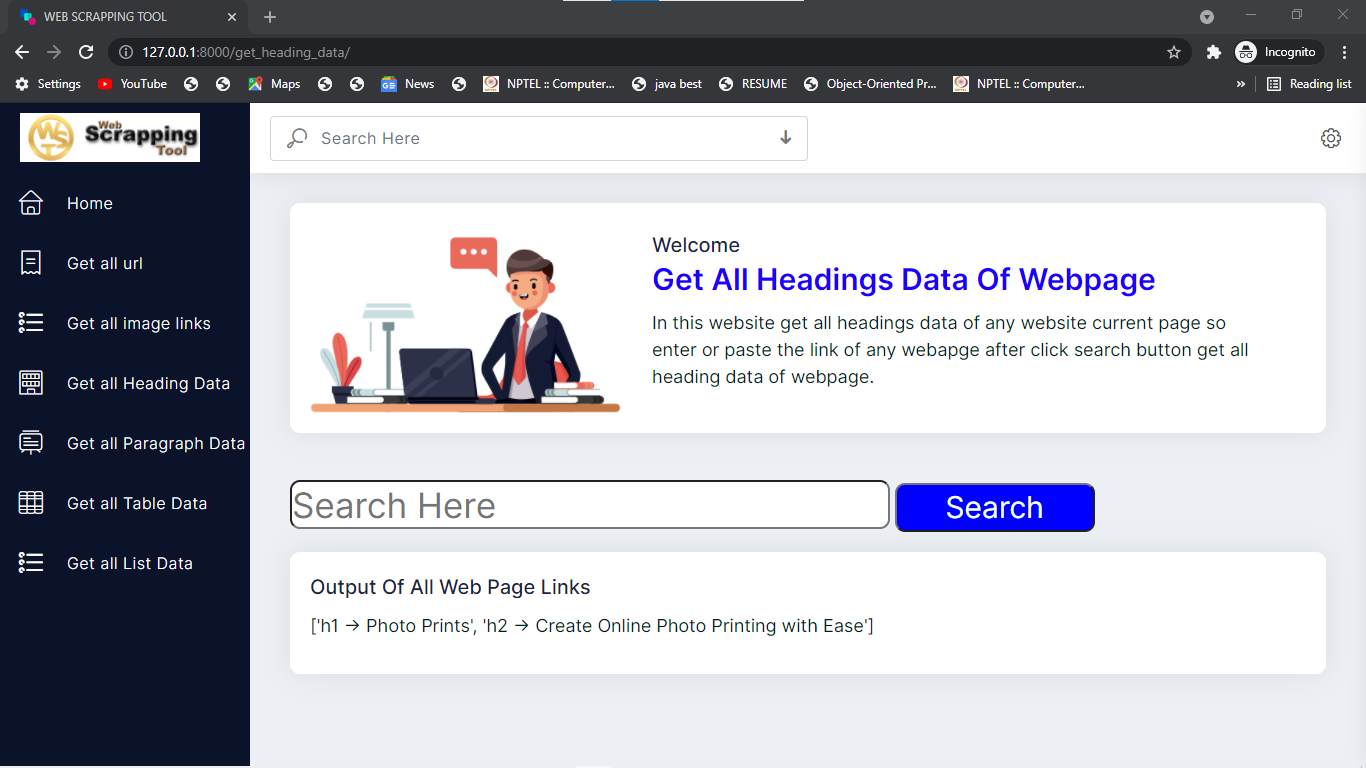 WEB SCRAPPING TOOL
127.0.0.1:8000/get_heading_data/
Incognito
Settings YouTube Maps News NPTEL :: Computer... java best RESUME Object-Oriented Pr... NPTEL :: Computer... » Reading list
WST Web Scrapping Tool
Search Here
Home
Get all url
Get all image links
Get all Heading Data
Get all Paragraph Data
Get all Table Data
Get all List Data
Welcome
Get All Headings Data Of Webpage
In this website get all headings data of any website current page so
enter or paste the link of any webapge after click search button get all
heading data of webpage.
Search Here Search
Output Of All Web Page Links
['h1 → Photo Prints', 'h2 → Create Online Photo Printing with Ease']